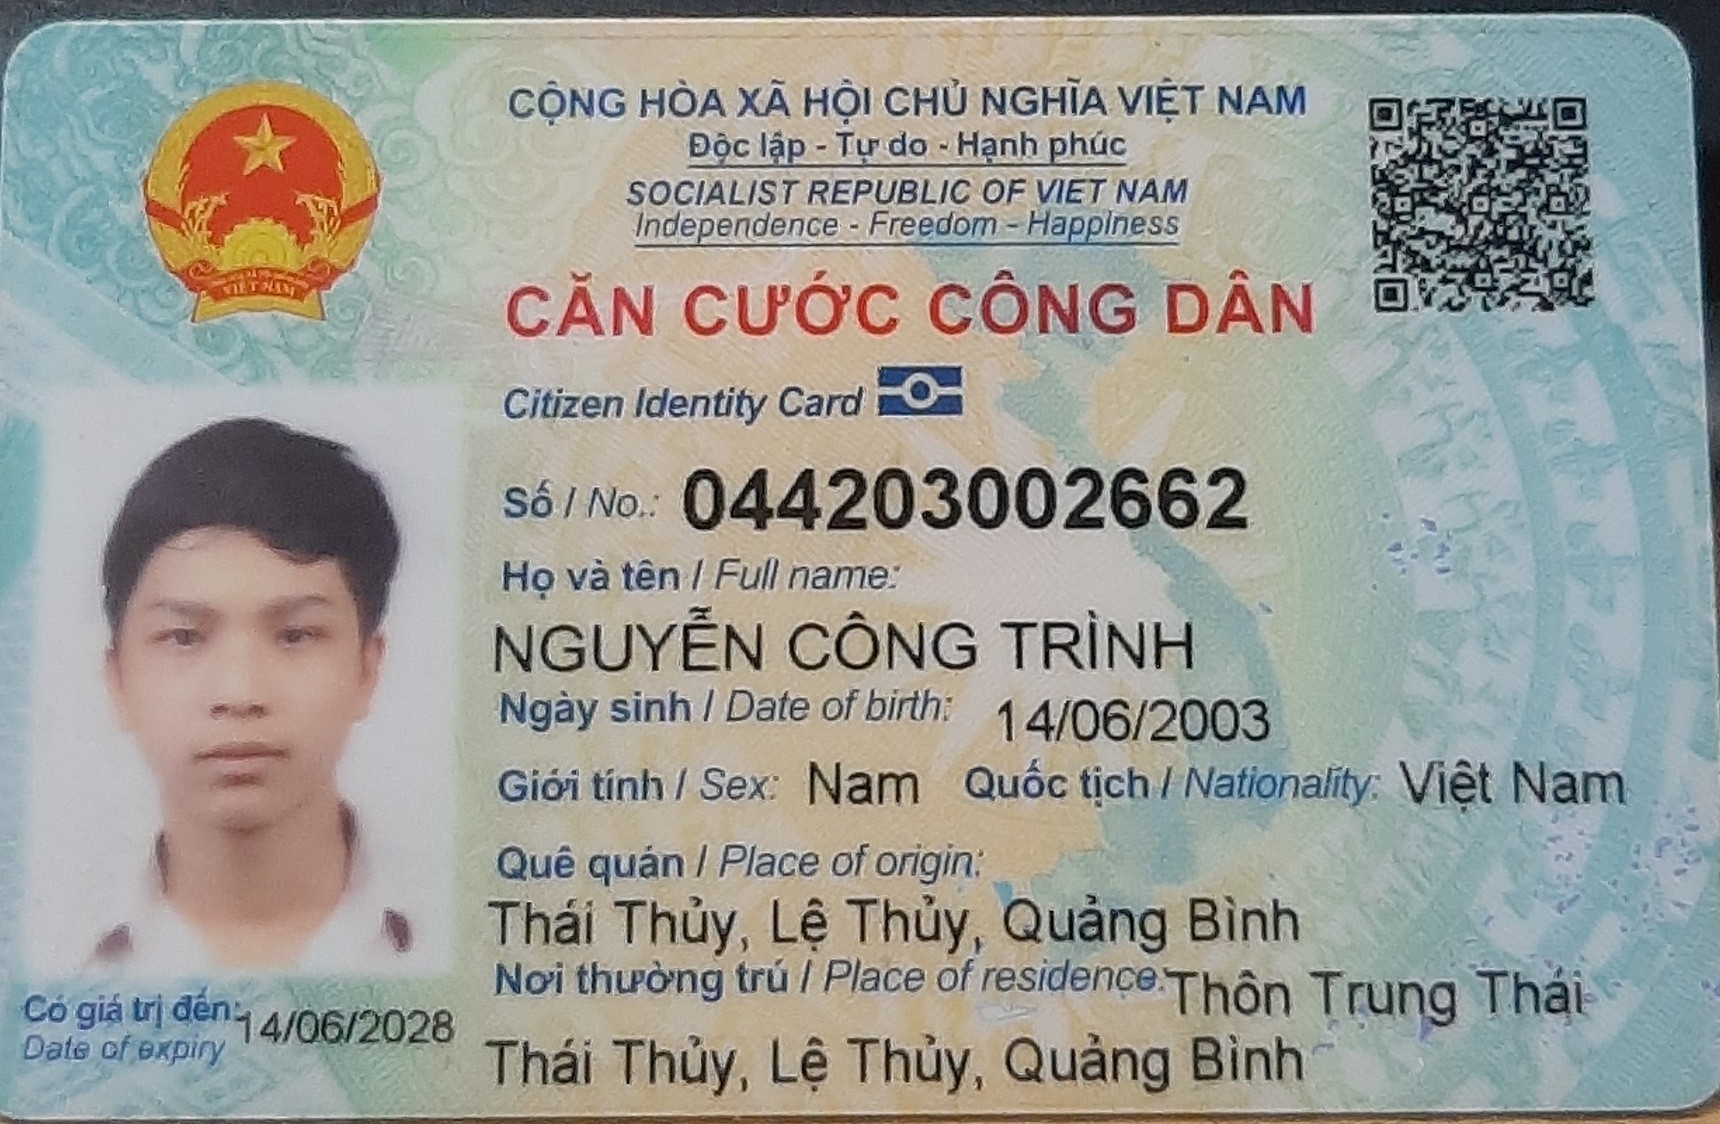 CỘNG HÒA XÃ HỘI CHỦ NGHĨA VIỆT NAM
Độc lập - Tự do - Hạnh phúc
SOCIALIST REPUBLIC OF VIET NAM
Independence - Freedom - Happiness
CĂN CƯỚC CÔNG DÂN
Citizen Identity Card
VIỆT NAM
Số / No.: 044203002662
Họ và tên / Full name:
NGUYỄN CÔNG TRÌNH
Ngày sinh / Date of birth: 14/06/2003
Giới tính / Sex: Nam Quốc tịch / Nationality: Việt Nam
Quê quán / Place of origin:
Thái Thủy, Lệ Thủy, Quảng Bình
Nơi thường trú / Place of residence: Thôn Trung Thái
Thái Thủy, Lệ Thủy, Quảng Bình
Có giá trị đến: 14/06/2028
Date of expiry